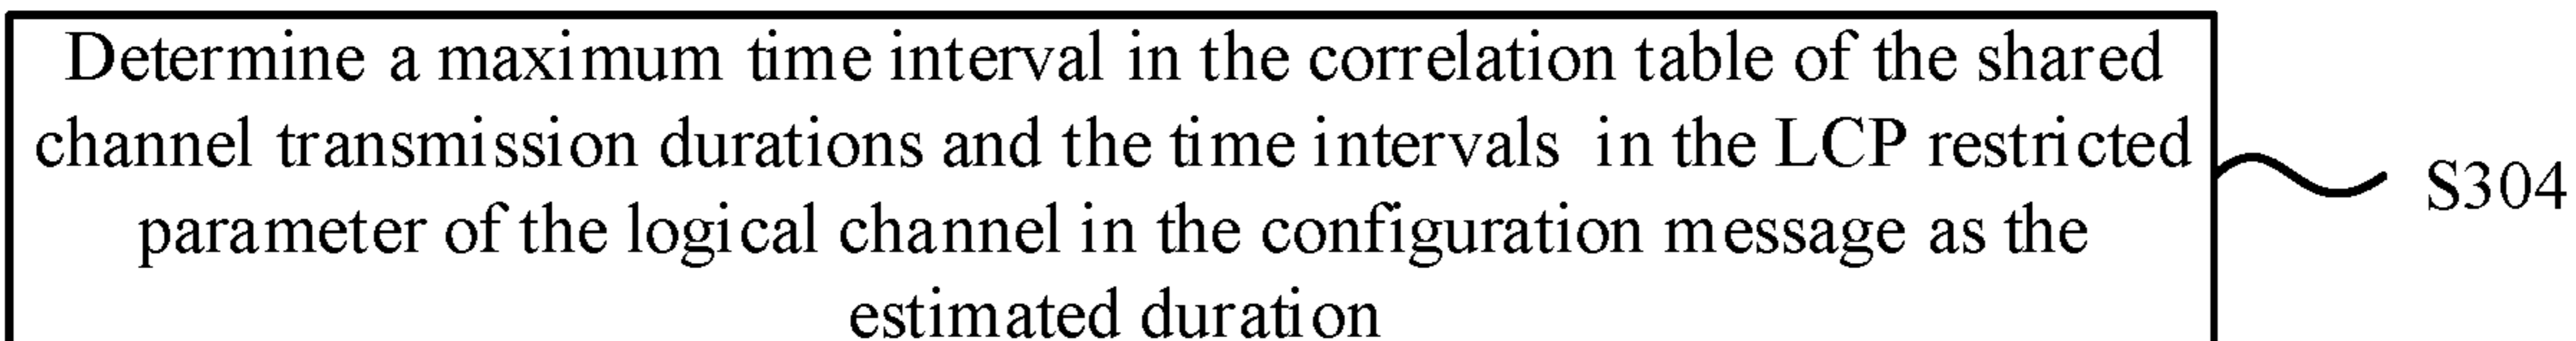 Determine a maximum time interval in the correlation table of the shared
channel transmission durations and the time intervals in the LCP restricted
parameter of the logical channel in the configuration message as the
estimated duration
S304